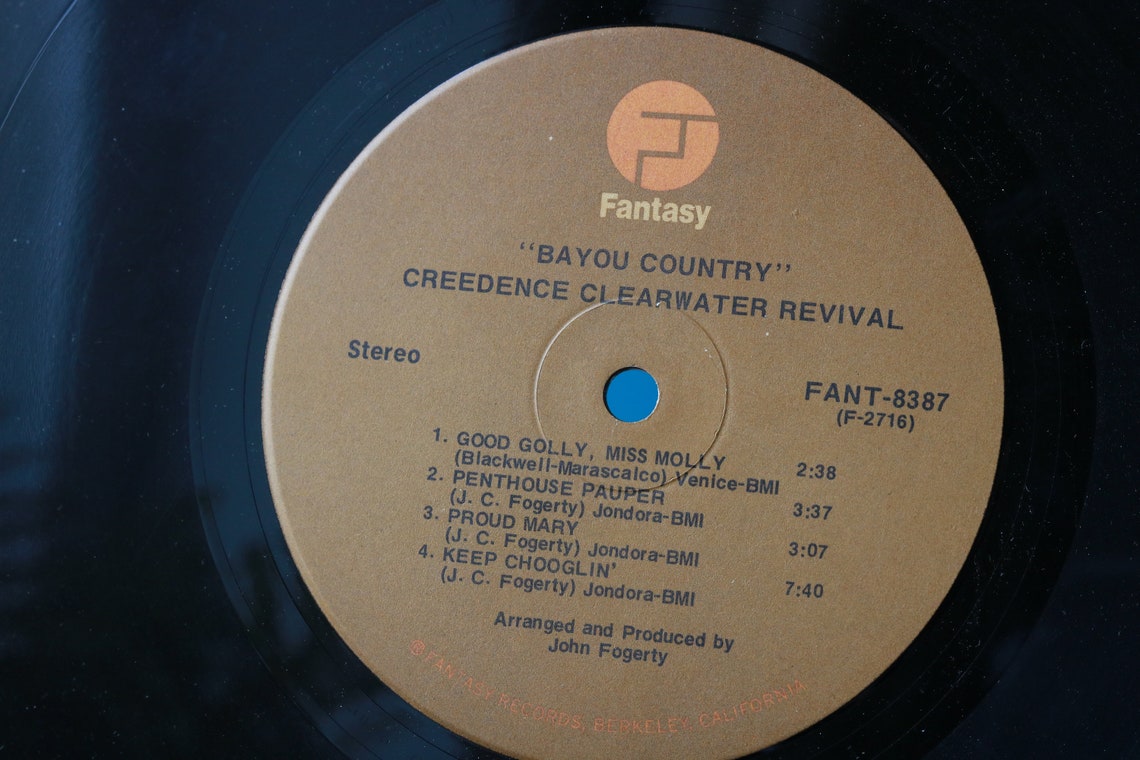 Fantasy
“BAYOU COUNTRY”
CREEDENCE CLEARWATER REVIVAL
Stereo
FANT-8387
(F-2716)
1. GOOD GOLLY, MISS MOLLY 2:38
(Blackwell-Marascalco) Venice-BMI
2. PENTHOUSE PAUPER 3:37
(J. C. Fogerty) Jondora-BMI
3. PROUD MARY 3:07
(J. C. Fogerty) Jondora-BMI
4. KEEP CHOOGLIN' 7:40
(J. C. Fogerty) Jondora-BMI
Arranged and Produced by
John Fogerty
® FANTASY RECORDS, BERKELEY, CALIFORNIA